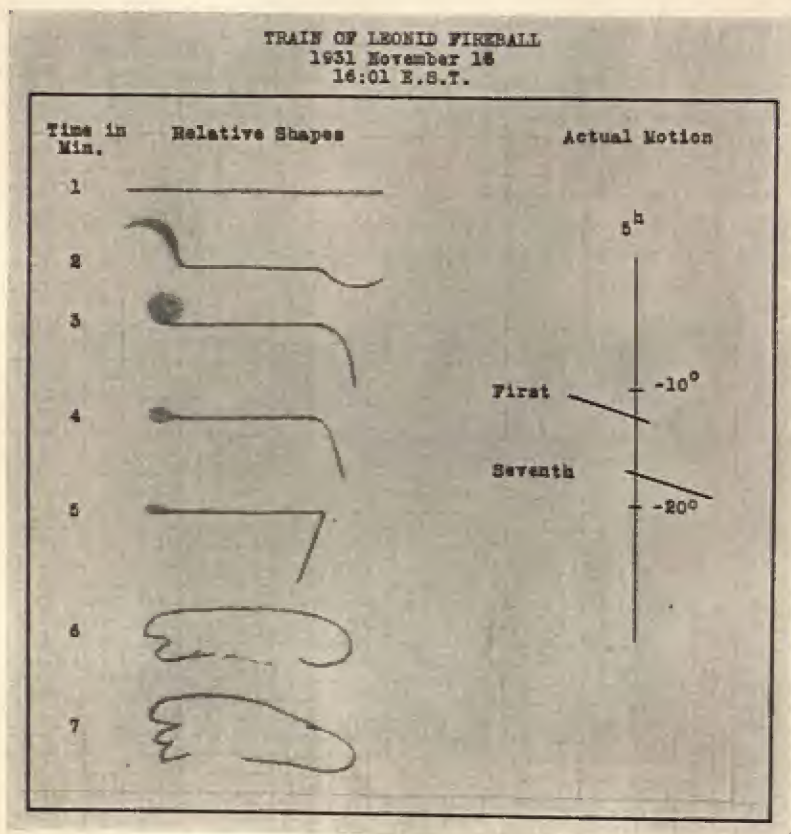 TRAIN OF LEONID FIREBALL
1931 November 16
16:01 E.S.T.
Time in
Min.
Relative Shapes
Actual Motion
1
2
3
4
5
6
7
5h
First
-10°
Seventh
-20°